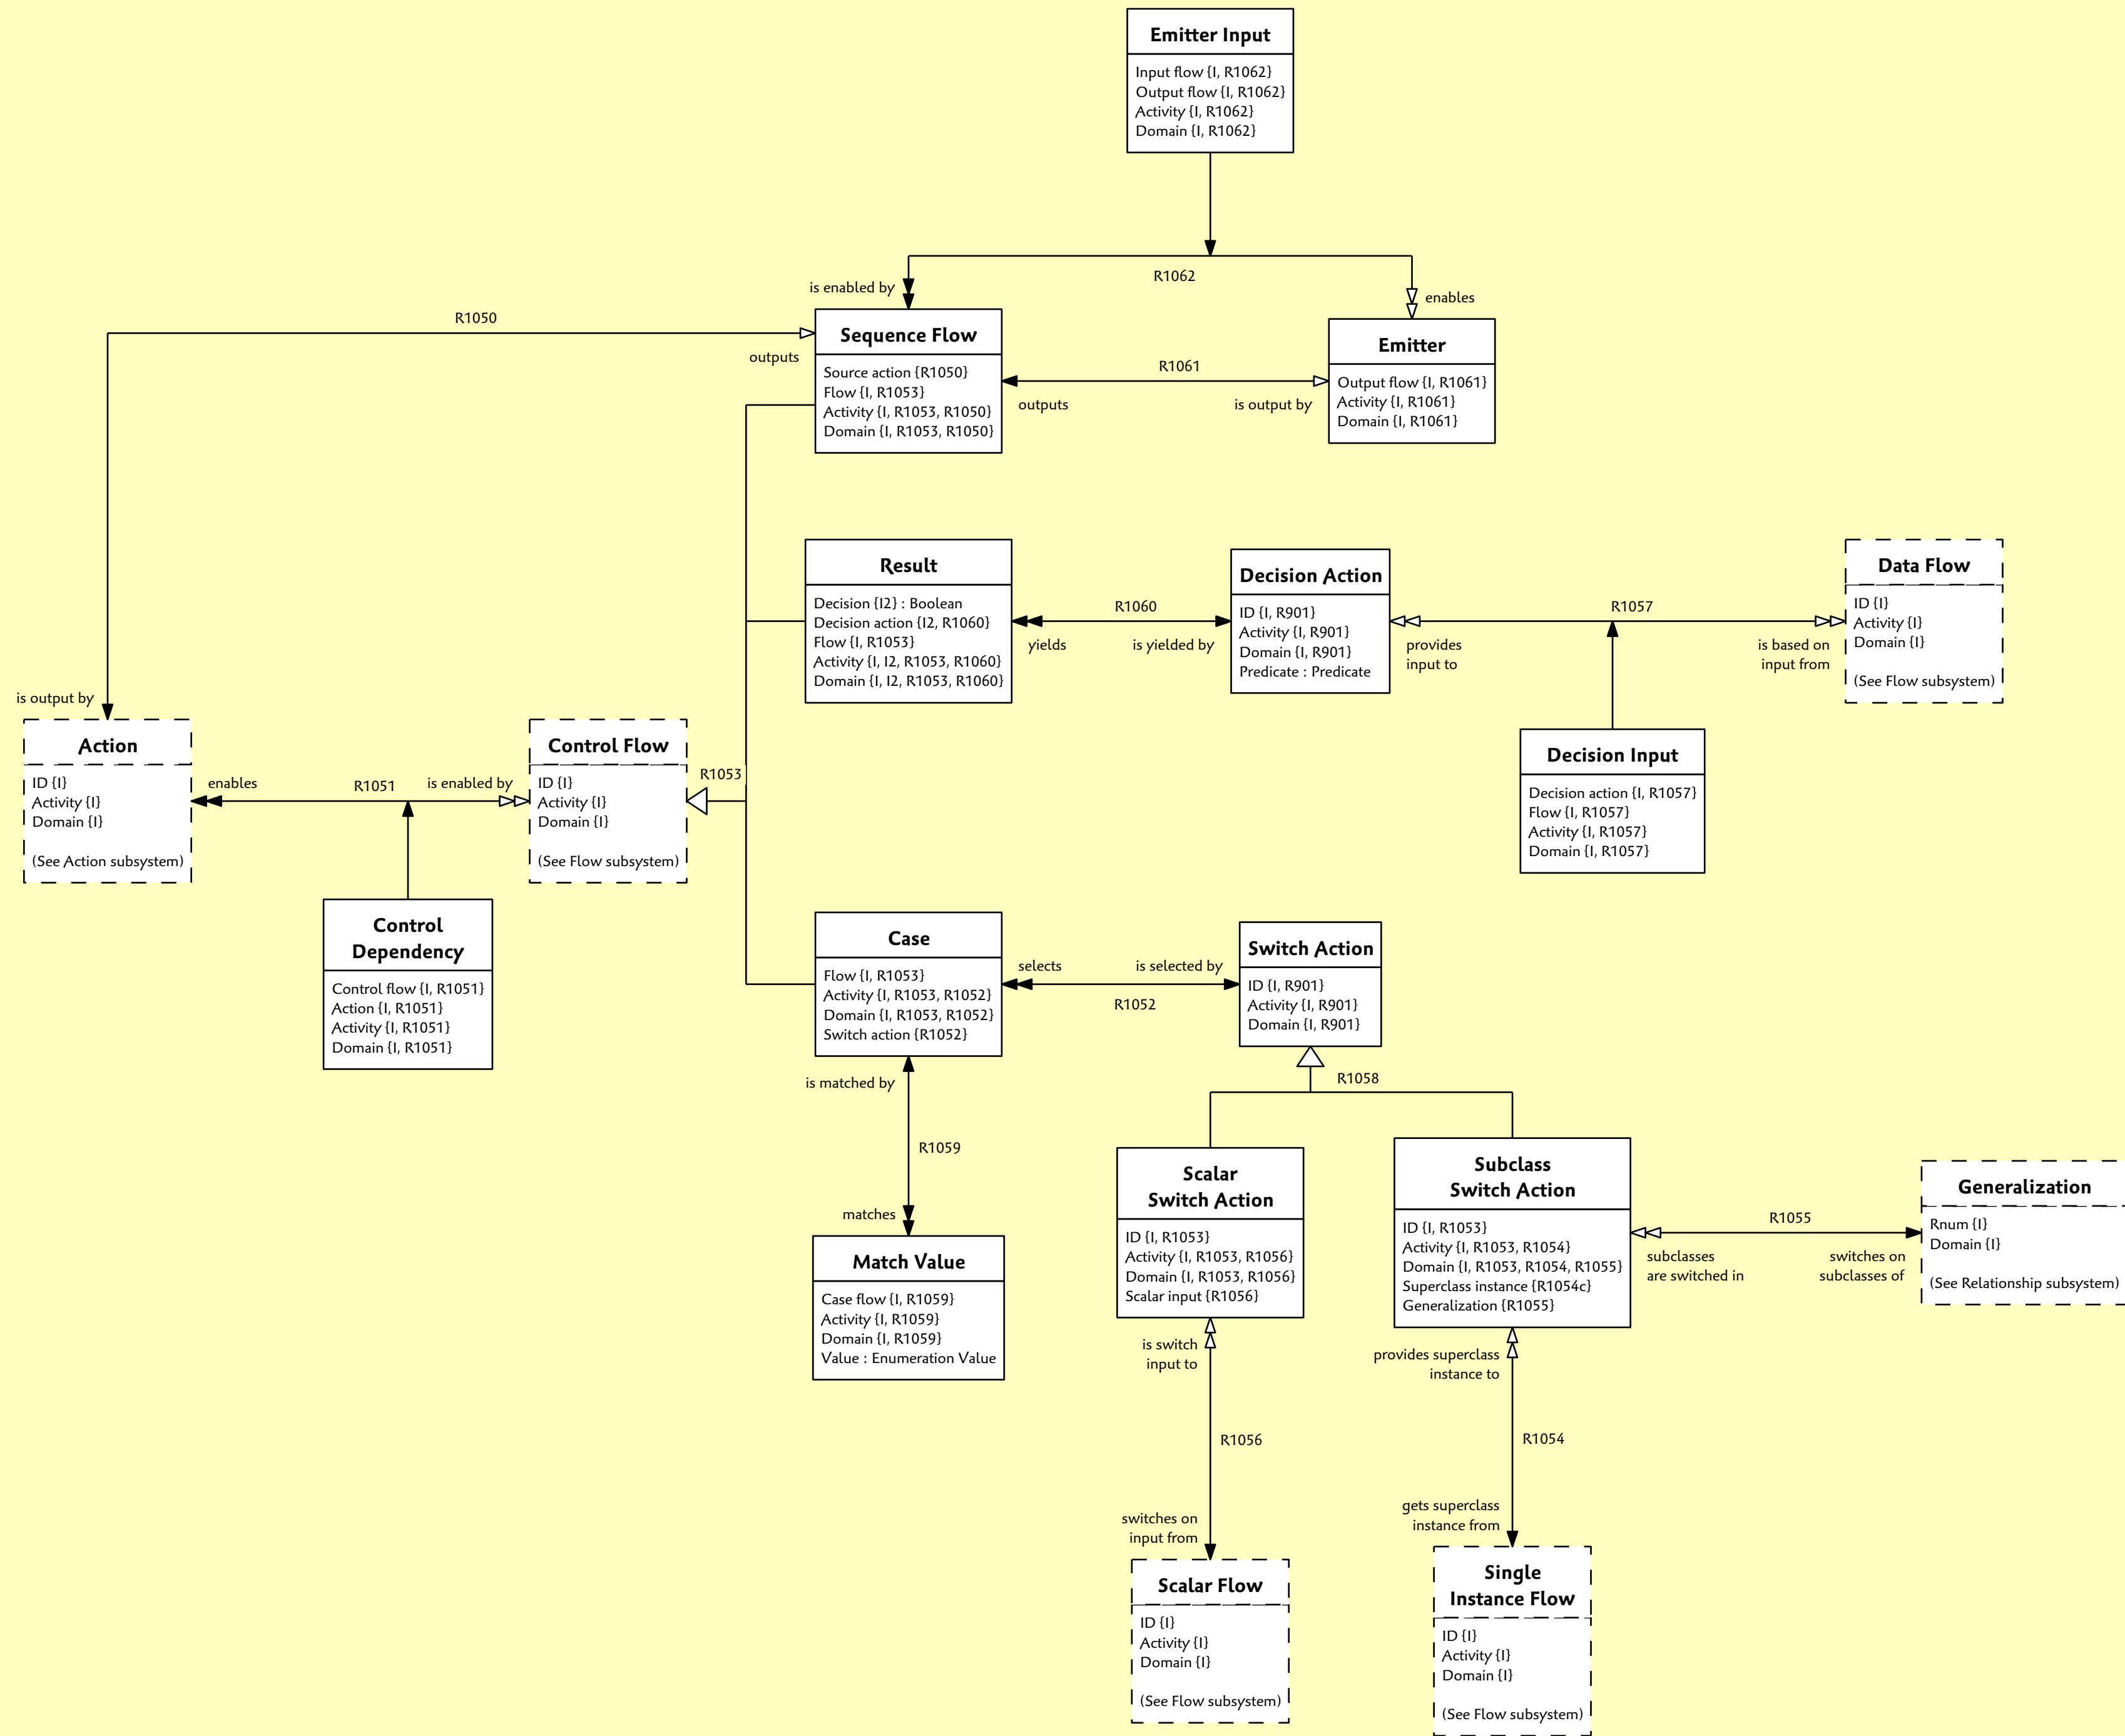 Emitter Input
Input flow {I, R1062}
Output flow {I, R1062}
Activity {I, R1062}
Domain {I, R1062}
R1062
is enabled by
enables
R1050
outputs
is output by
Sequence Flow
Source action {R1050}
Flow {I, R1053}
Activity {I, R1053, R1050}
Domain {I, R1053, R1050}
R1061
outputs
is output by
Emitter
Output flow {I, R1061}
Activity {I, R1061}
Domain {I, R1061}
Result
Decision {I2} : Boolean
Decision action {I2, R1060}
Flow {I, R1053}
Activity {I, I2, R1053, R1060}
Domain {I, I2, R1053, R1060}
R1060
yields
is yielded by
Decision Action
ID {I, R901}
Activity {I, R901}
Domain {I, R901}
Predicate : Predicate
R1057
provides
input to
is based on
input from
Data Flow
ID {I}
Activity {I}
Domain {I}
(See Flow subsystem)
Decision Input
Decision action {I, R1057}
Flow {I, R1057}
Activity {I, R1057}
Domain {I, R1057}
Action
ID {I}
Activity {I}
Domain {I}
(See Action subsystem)
enables
R1051
is enabled by
Control Flow
ID {I}
Activity {I}
Domain {I}
(See Flow subsystem)
R1053
Control
Dependency
Control flow {I, R1051}
Action {I, R1051}
Activity {I, R1051}
Domain {I, R1051}
Case
Flow {I, R1053}
Activity {I, R1053, R1052}
Domain {I, R1053, R1052}
Switch action {R1052}
selects
is selected by
R1052
Switch Action
ID {I, R901}
Activity {I, R901}
Domain {I, R901}
R1058
is matched by
R1059
matches
Match Value
Case flow {I, R1059}
Activity {I, R1059}
Domain {I, R1059}
Value : Enumeration Value
Scalar
Switch Action
ID {I, R1053}
Activity {I, R1053, R1056}
Domain {I, R1053, R1056}
Scalar input {R1056}
Subclass
Switch Action
ID {I, R1053}
Activity {I, R1053, R1054}
Domain {I, R1053, R1054, R1055}
Superclass instance {R1054c}
Generalization {R1055}
R1055
subclasses
are switched in
switches on
subclasses of
Generalization
Rnum {I}
Domain {I}
(See Relationship subsystem)
is switch
input to
R1056
switches on
input from
provides superclass
instance to
R1054
gets superclass
instance from
Scalar Flow
ID {I}
Activity {I}
Domain {I}
(See Flow subsystem)
Single
Instance Flow
ID {I}
Activity {I}
Domain {I}
(See Flow subsystem)